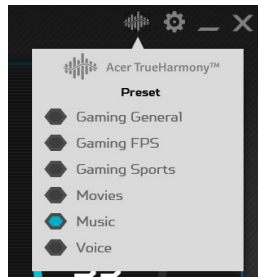 Acer TrueHarmony™
Preset
Gaming General
Gaming FPS
Gaming Sports
Movies
Music
Voice